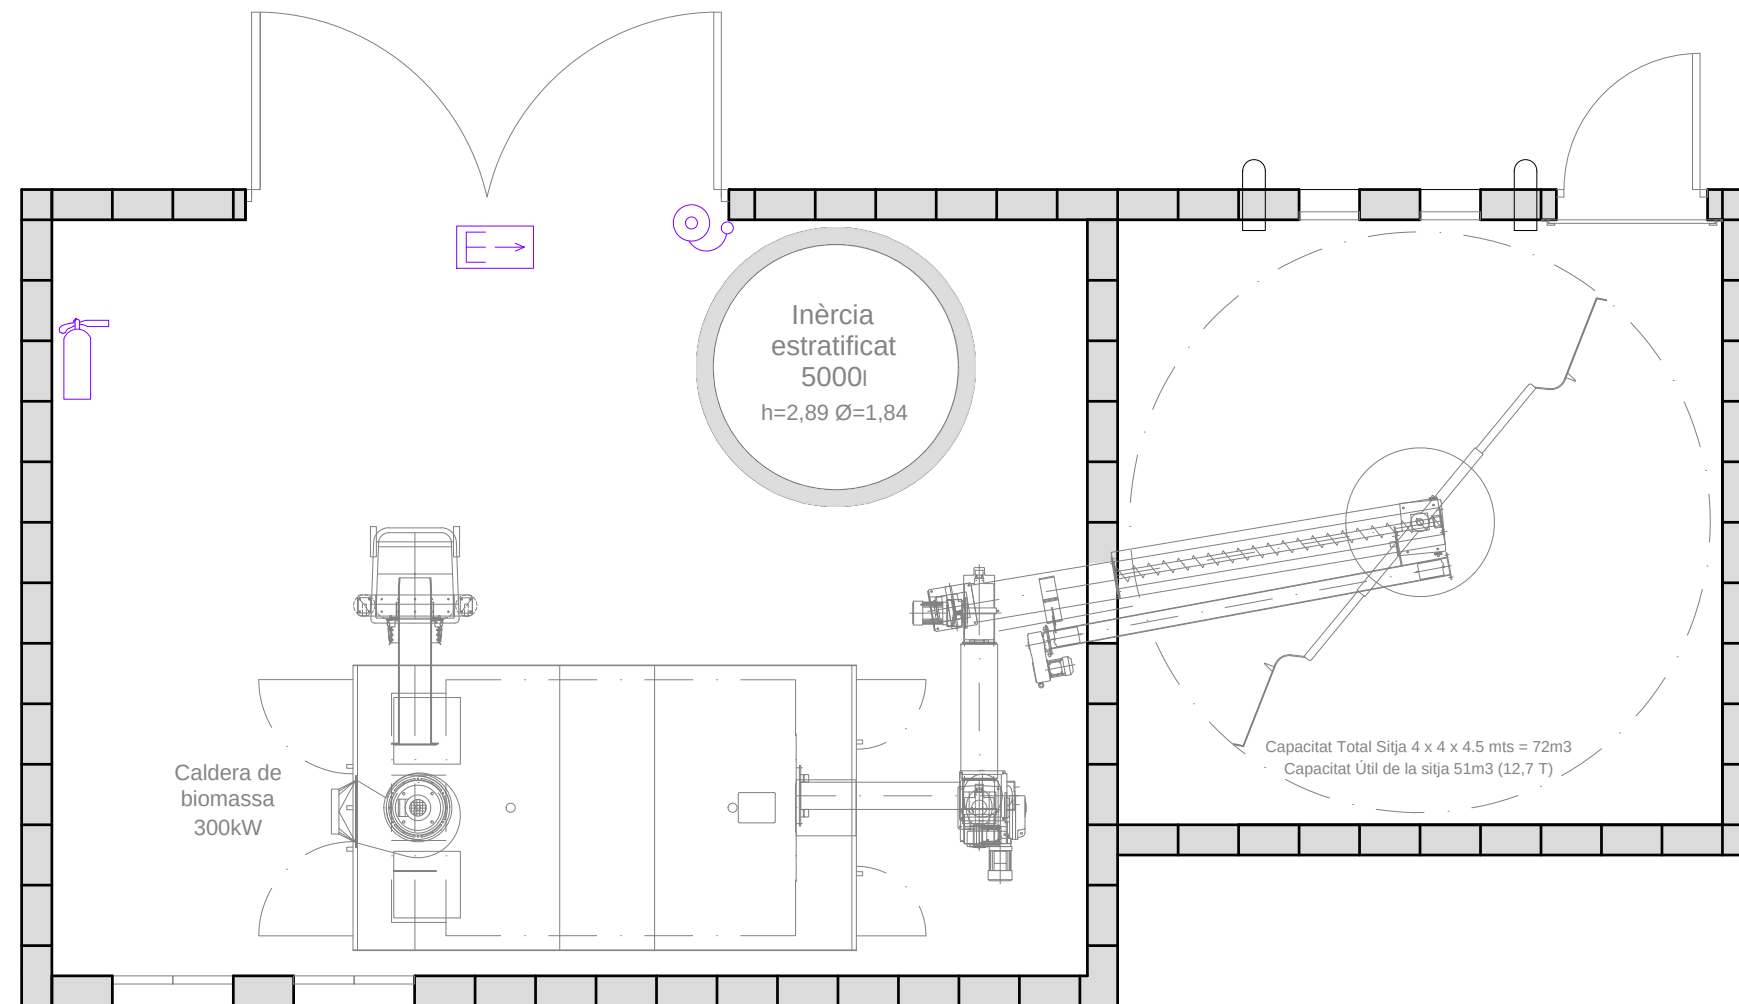 Inèrcia
estratificat
5000l
h=2,89 Ø=1,84
Capacitat Total Sitja 4 x 4 x 4.5 mts = 72m3
Capacitat Útil de la sitja 51m3 (12,7 T)
Caldera de
biomassa
300kW